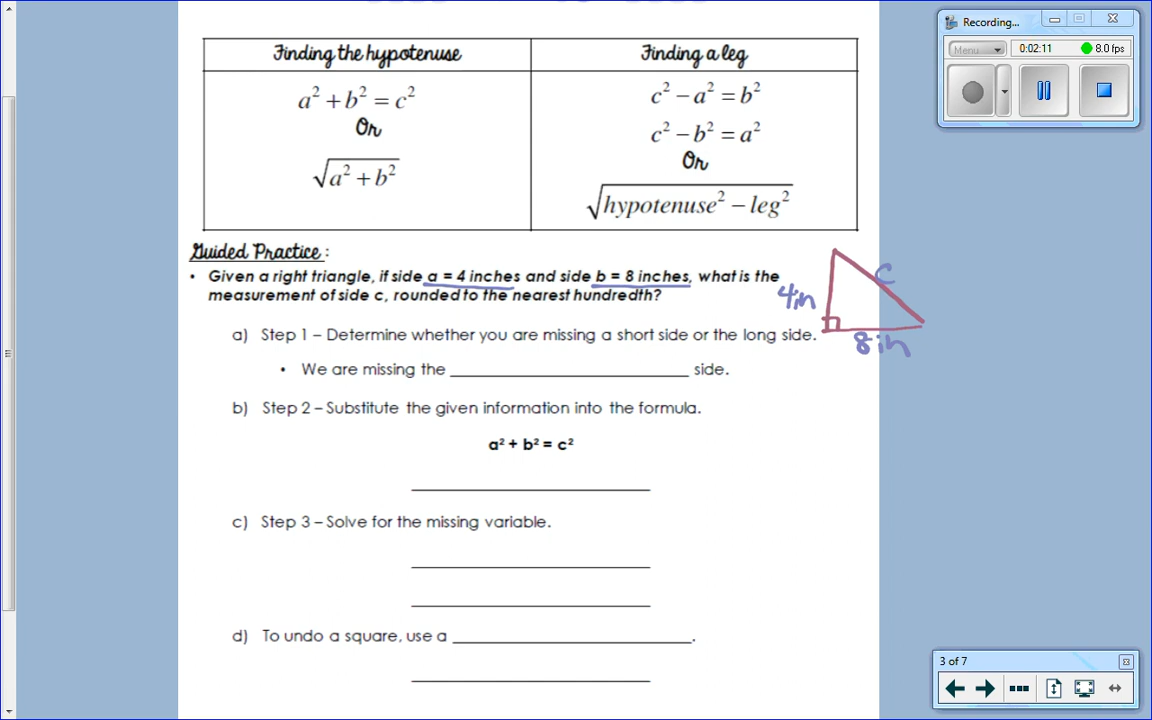 Recording...
Menu
0:02:11
8.0 fps
Finding the hypotenuse
Finding a leg
a² + b² = c²
Or
√a² + b²
c² − a² = b²
c² − b² = a²
Or
√hypotenuse² − leg²
Guided Practice:
• Given a right triangle, if side a = 4 inches and side b = 8 inches, what is the
measurement of side c, rounded to the nearest hundredth?
4in
c
8in
a) Step 1 – Determine whether you are missing a short side or the long side.
• We are missing the ______________________ side.
b) Step 2 – Substitute the given information into the formula.
a² + b² = c²
c) Step 3 – Solve for the missing variable.
d) To undo a square, use a ______________________.
3 of 7